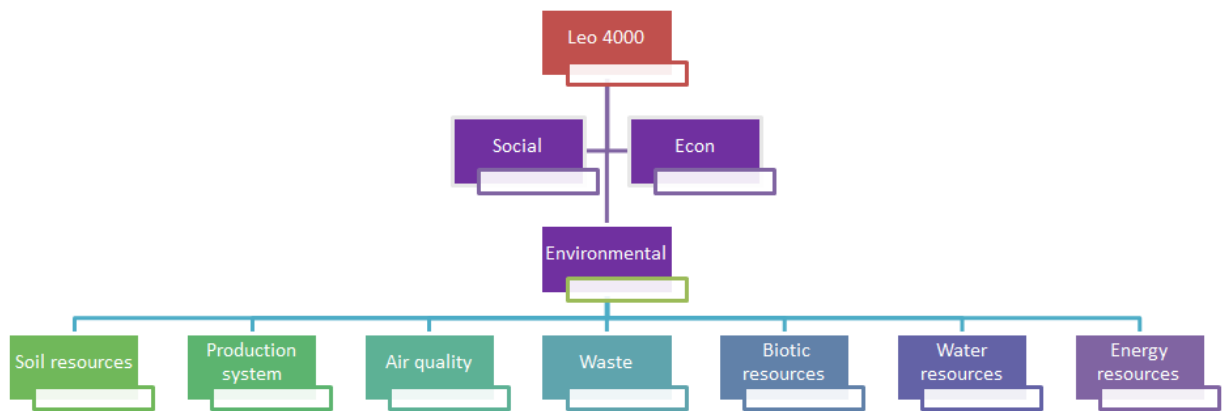 Leo 4000
Social
Econ
Environmental
Soil resources
Production
system
Air quality
Waste
Biotic
resources
Water
resources
Energy
resources